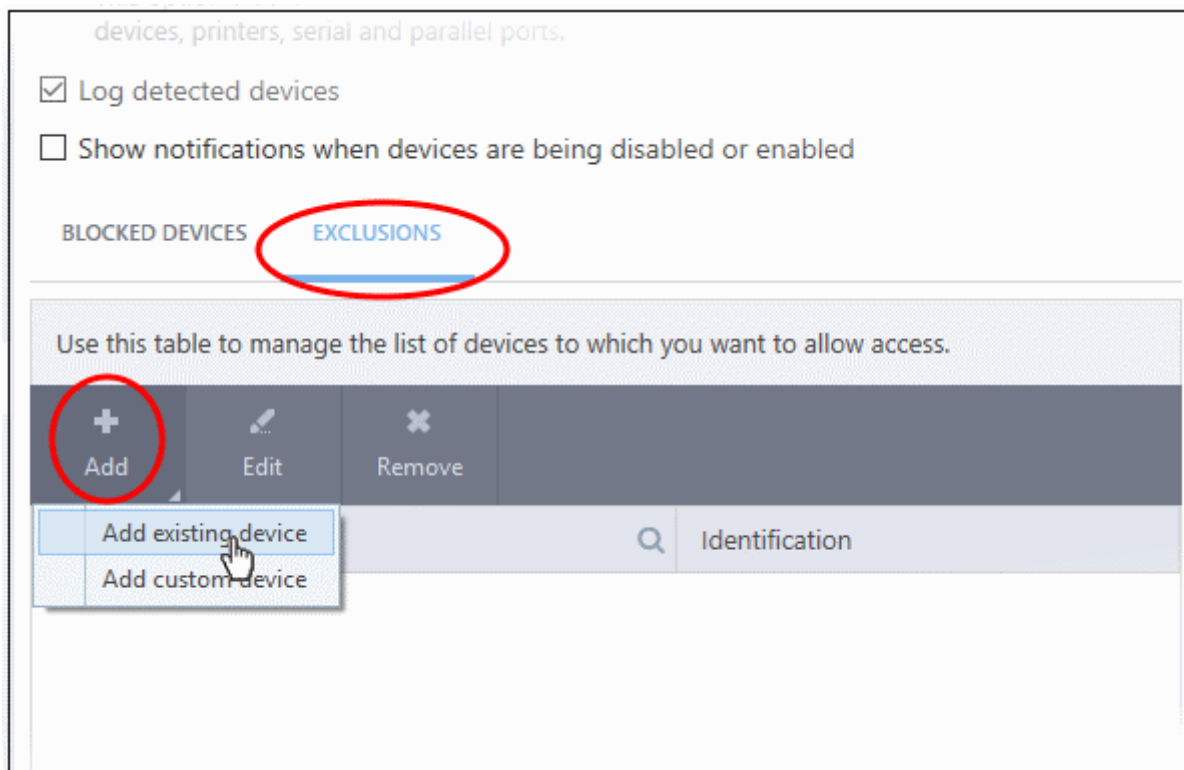 devices, printers, serial and parallel ports.
Log detected devices
Show notifications when devices are being disabled or enabled
BLOCKED DEVICES EXCLUSIONS
Use this table to manage the list of devices to which you want to allow access.
Add Edit Remove
Add existing device
Identification
Add custom device